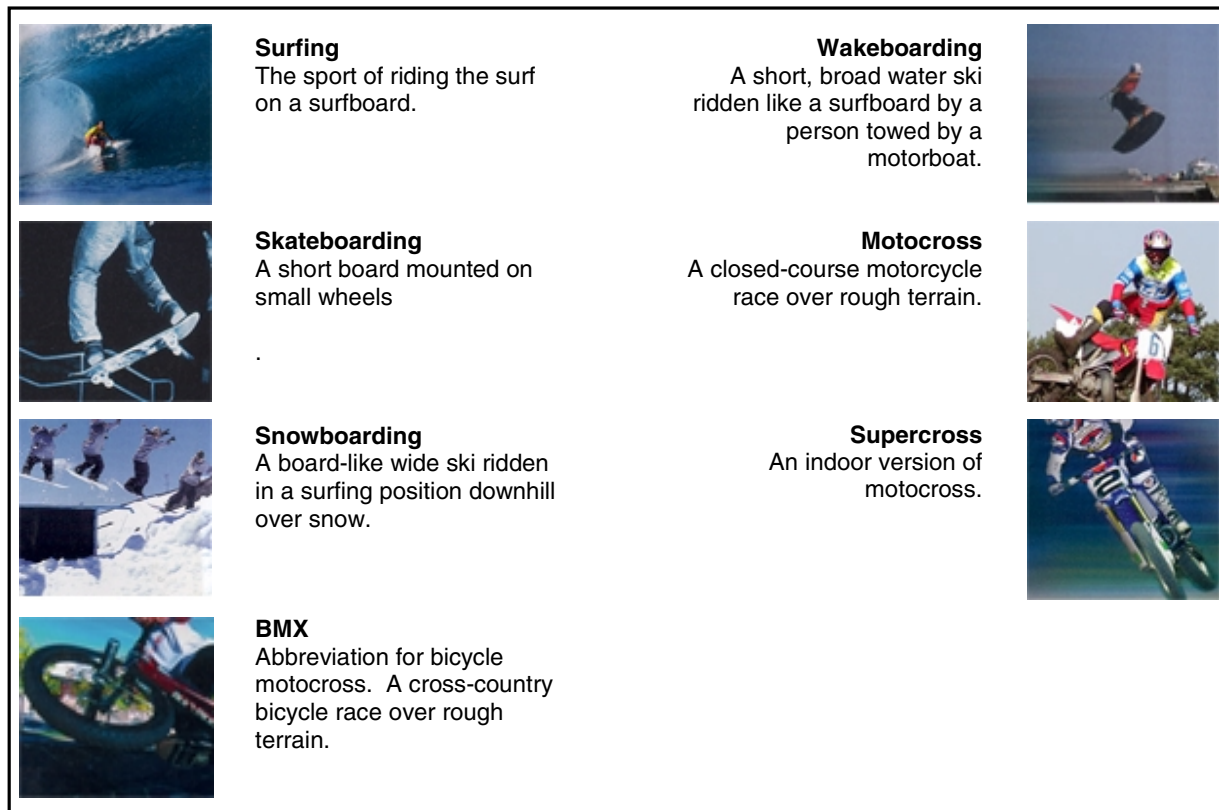 Surfing
The sport of riding the surf
on a surfboard.
Skateboarding
A short board mounted on
small wheels
.
Snowboarding
A board-like wide ski ridden
in a surfing position downhill
over snow.
BMX
Abbreviation for bicycle
motocross.  A cross-country
bicycle race over rough
terrain.
Wakeboarding
A short, broad water ski
ridden like a surfboard by a
person towed by a
motorboat.
Motocross
A closed-course motorcycle
race over rough terrain.
6
Supercross
An indoor version of
motocross.
2